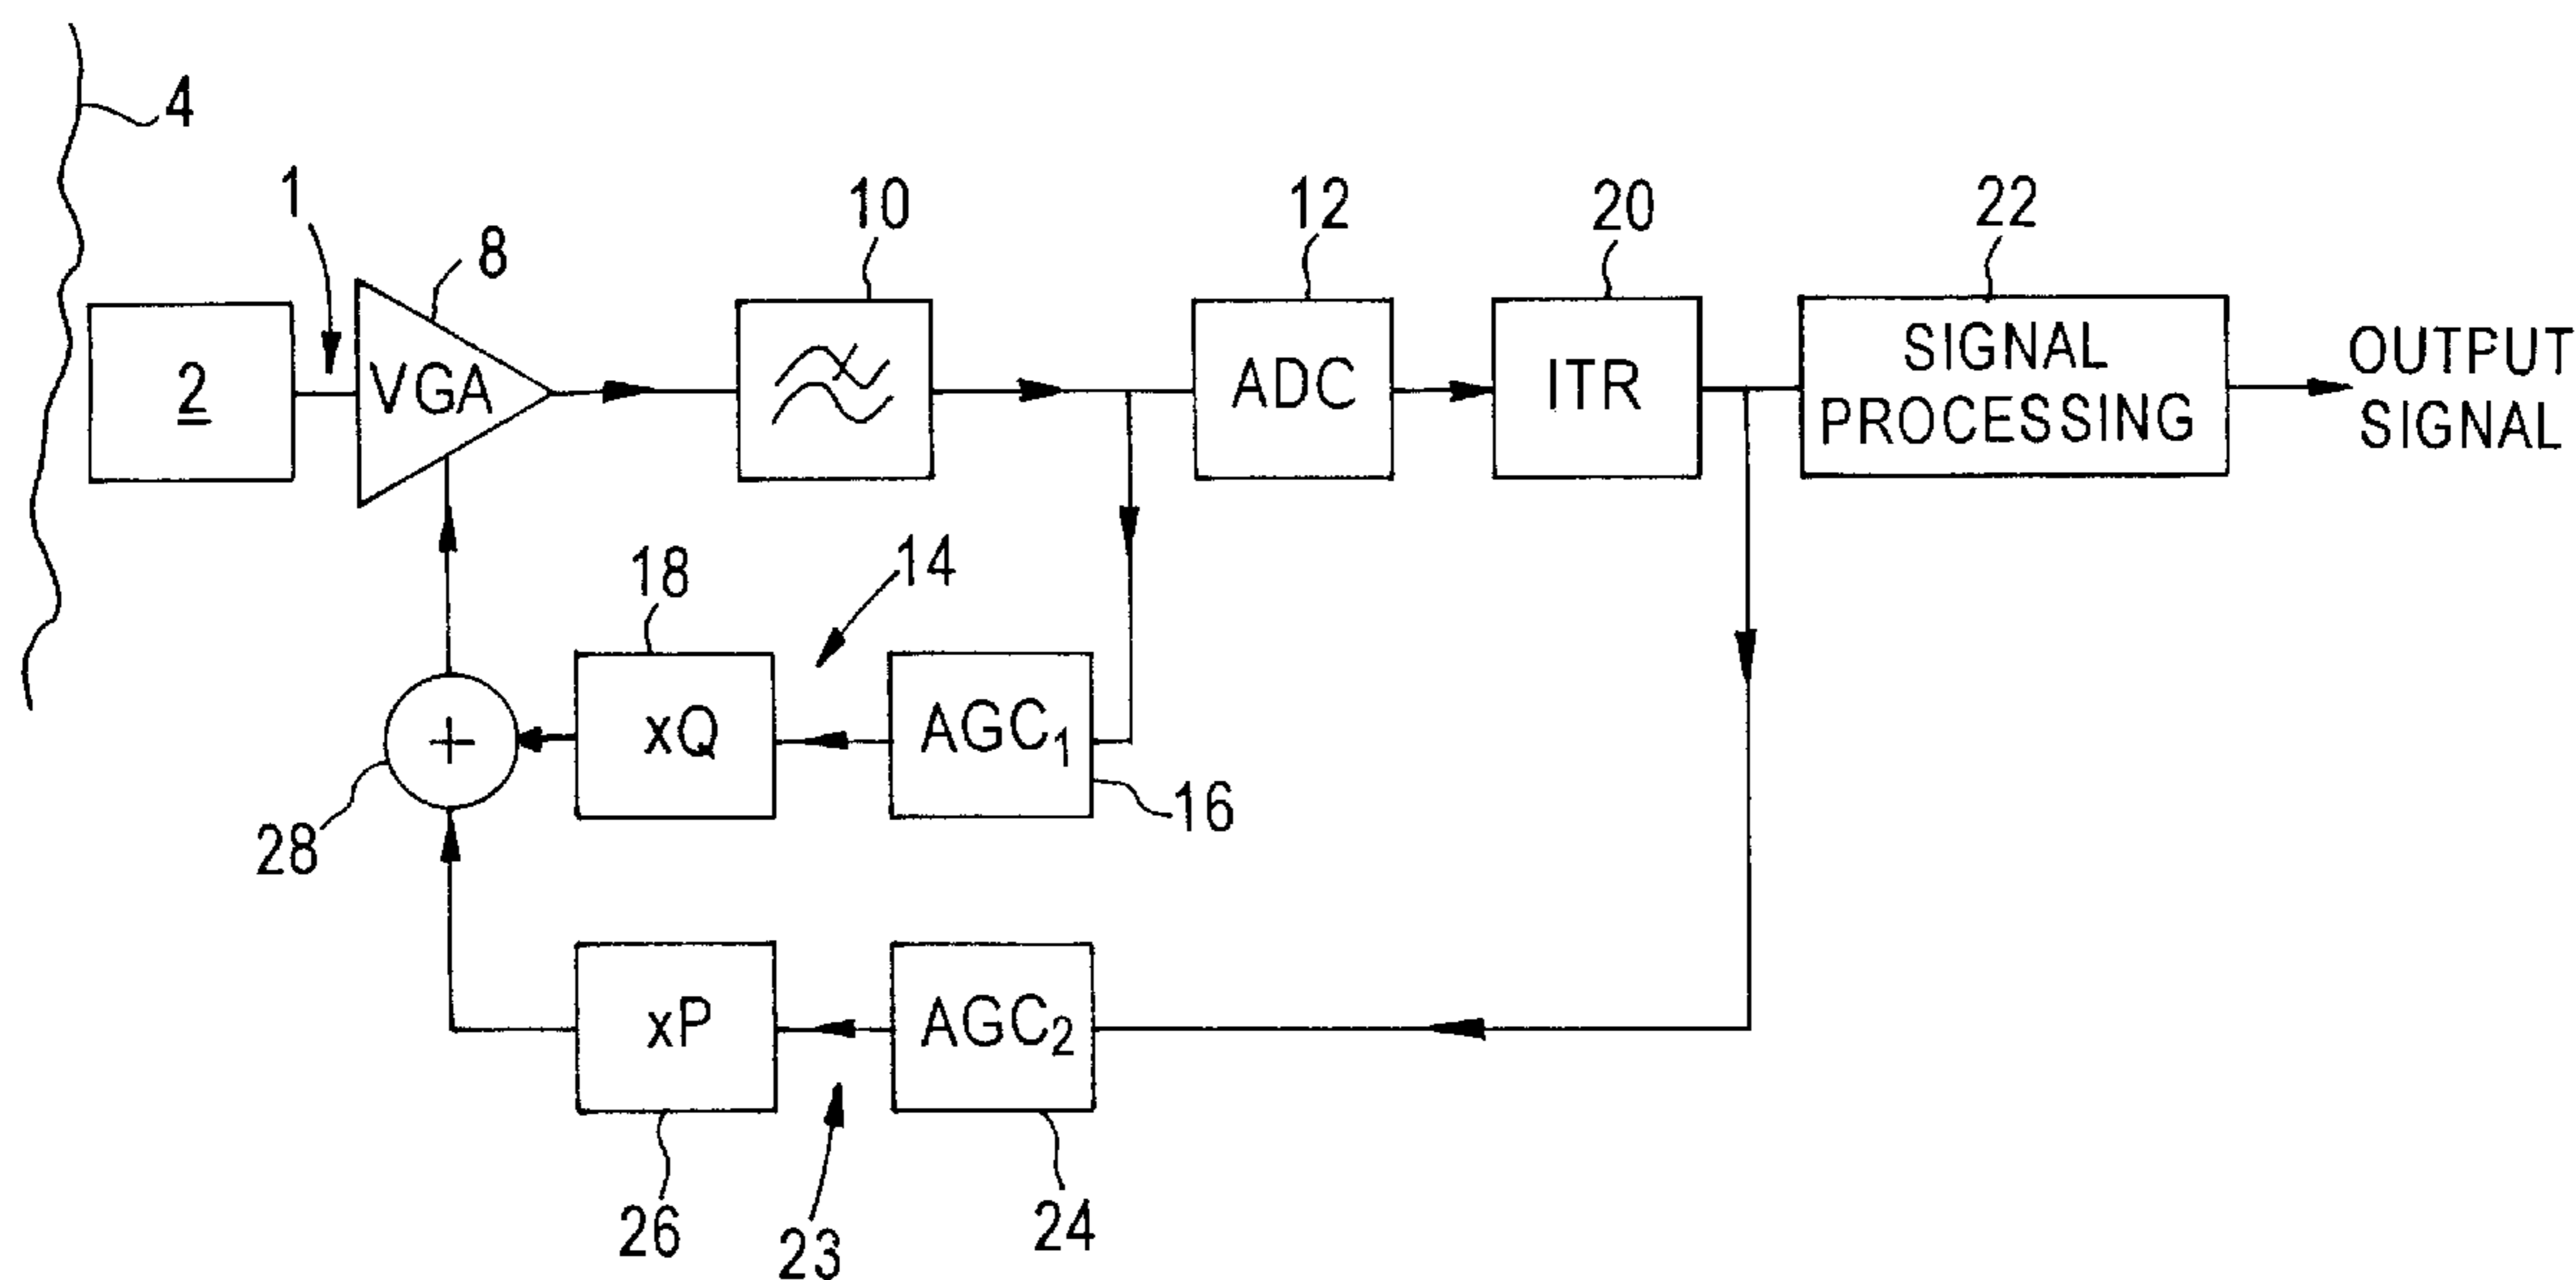 4
1
8
10
12
20
22
2
VGA
ADC
ITR
SIGNAL
PROCESSING
OUTPUT
SIGNAL
18
14
xQ
AGC₁
16
28
xP
AGC₂
26
23
24